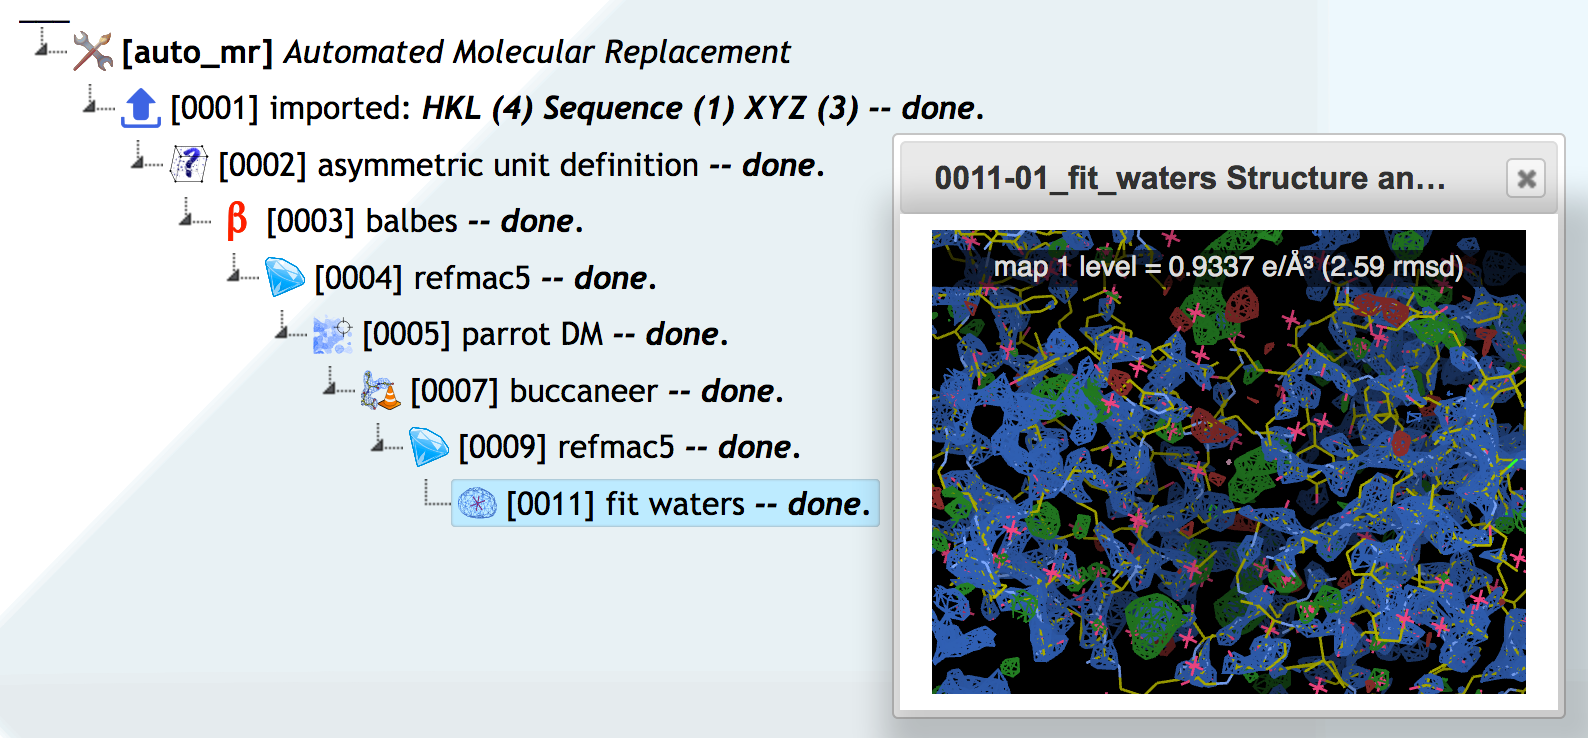 [auto_mr] Automated Molecular Replacement
[0001] imported: HKL (4) Sequence (1) XYZ (3) -- done.
[0002] asymmetric unit definition -- done.
β [0003] balbes -- done.
[0004] refmac5 -- done.
[0005] parrot DM -- done.
[0007] buccaneer -- done.
[0009] refmac5 -- done.
[0011] fit waters -- done.
0011-01_fit_waters Structure an...
map 1 level = 0.9337 e/Å³ (2.59 rmsd)